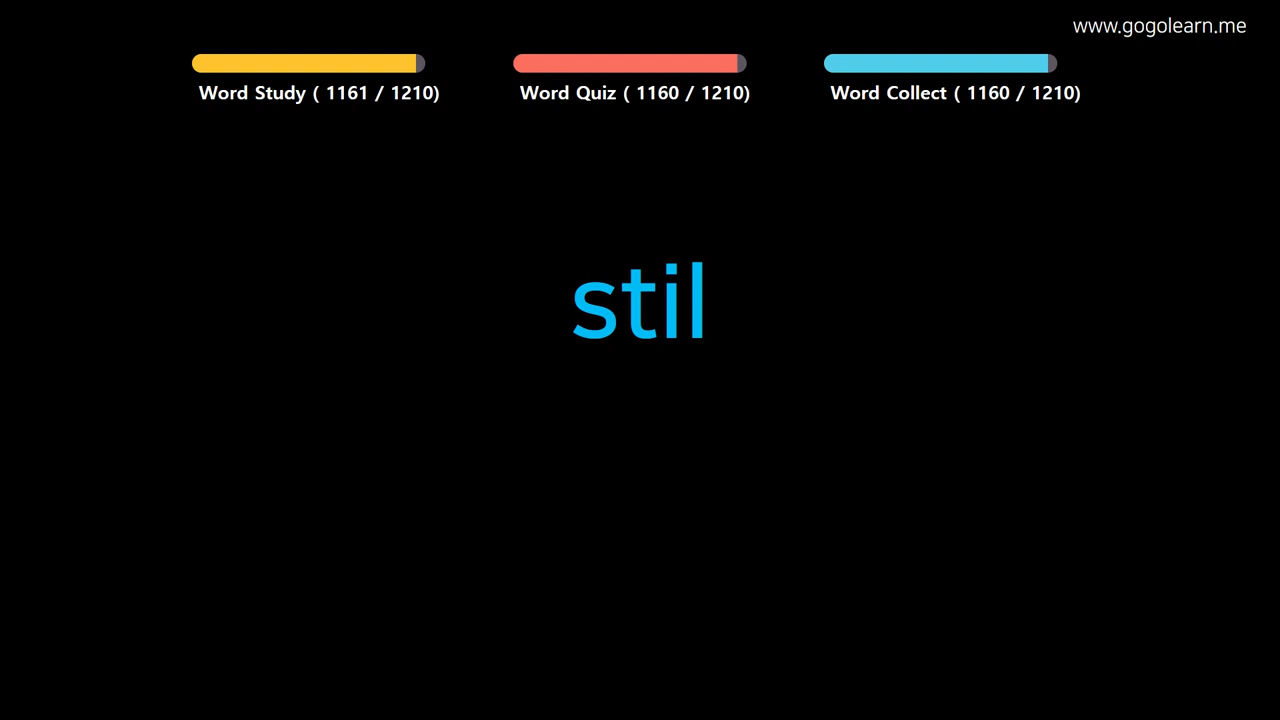 www.gogolearn.me
Word Study ( 1161 / 1210)
Word Quiz ( 1160 / 1210)
Word Collect ( 1160 / 1210)
stil